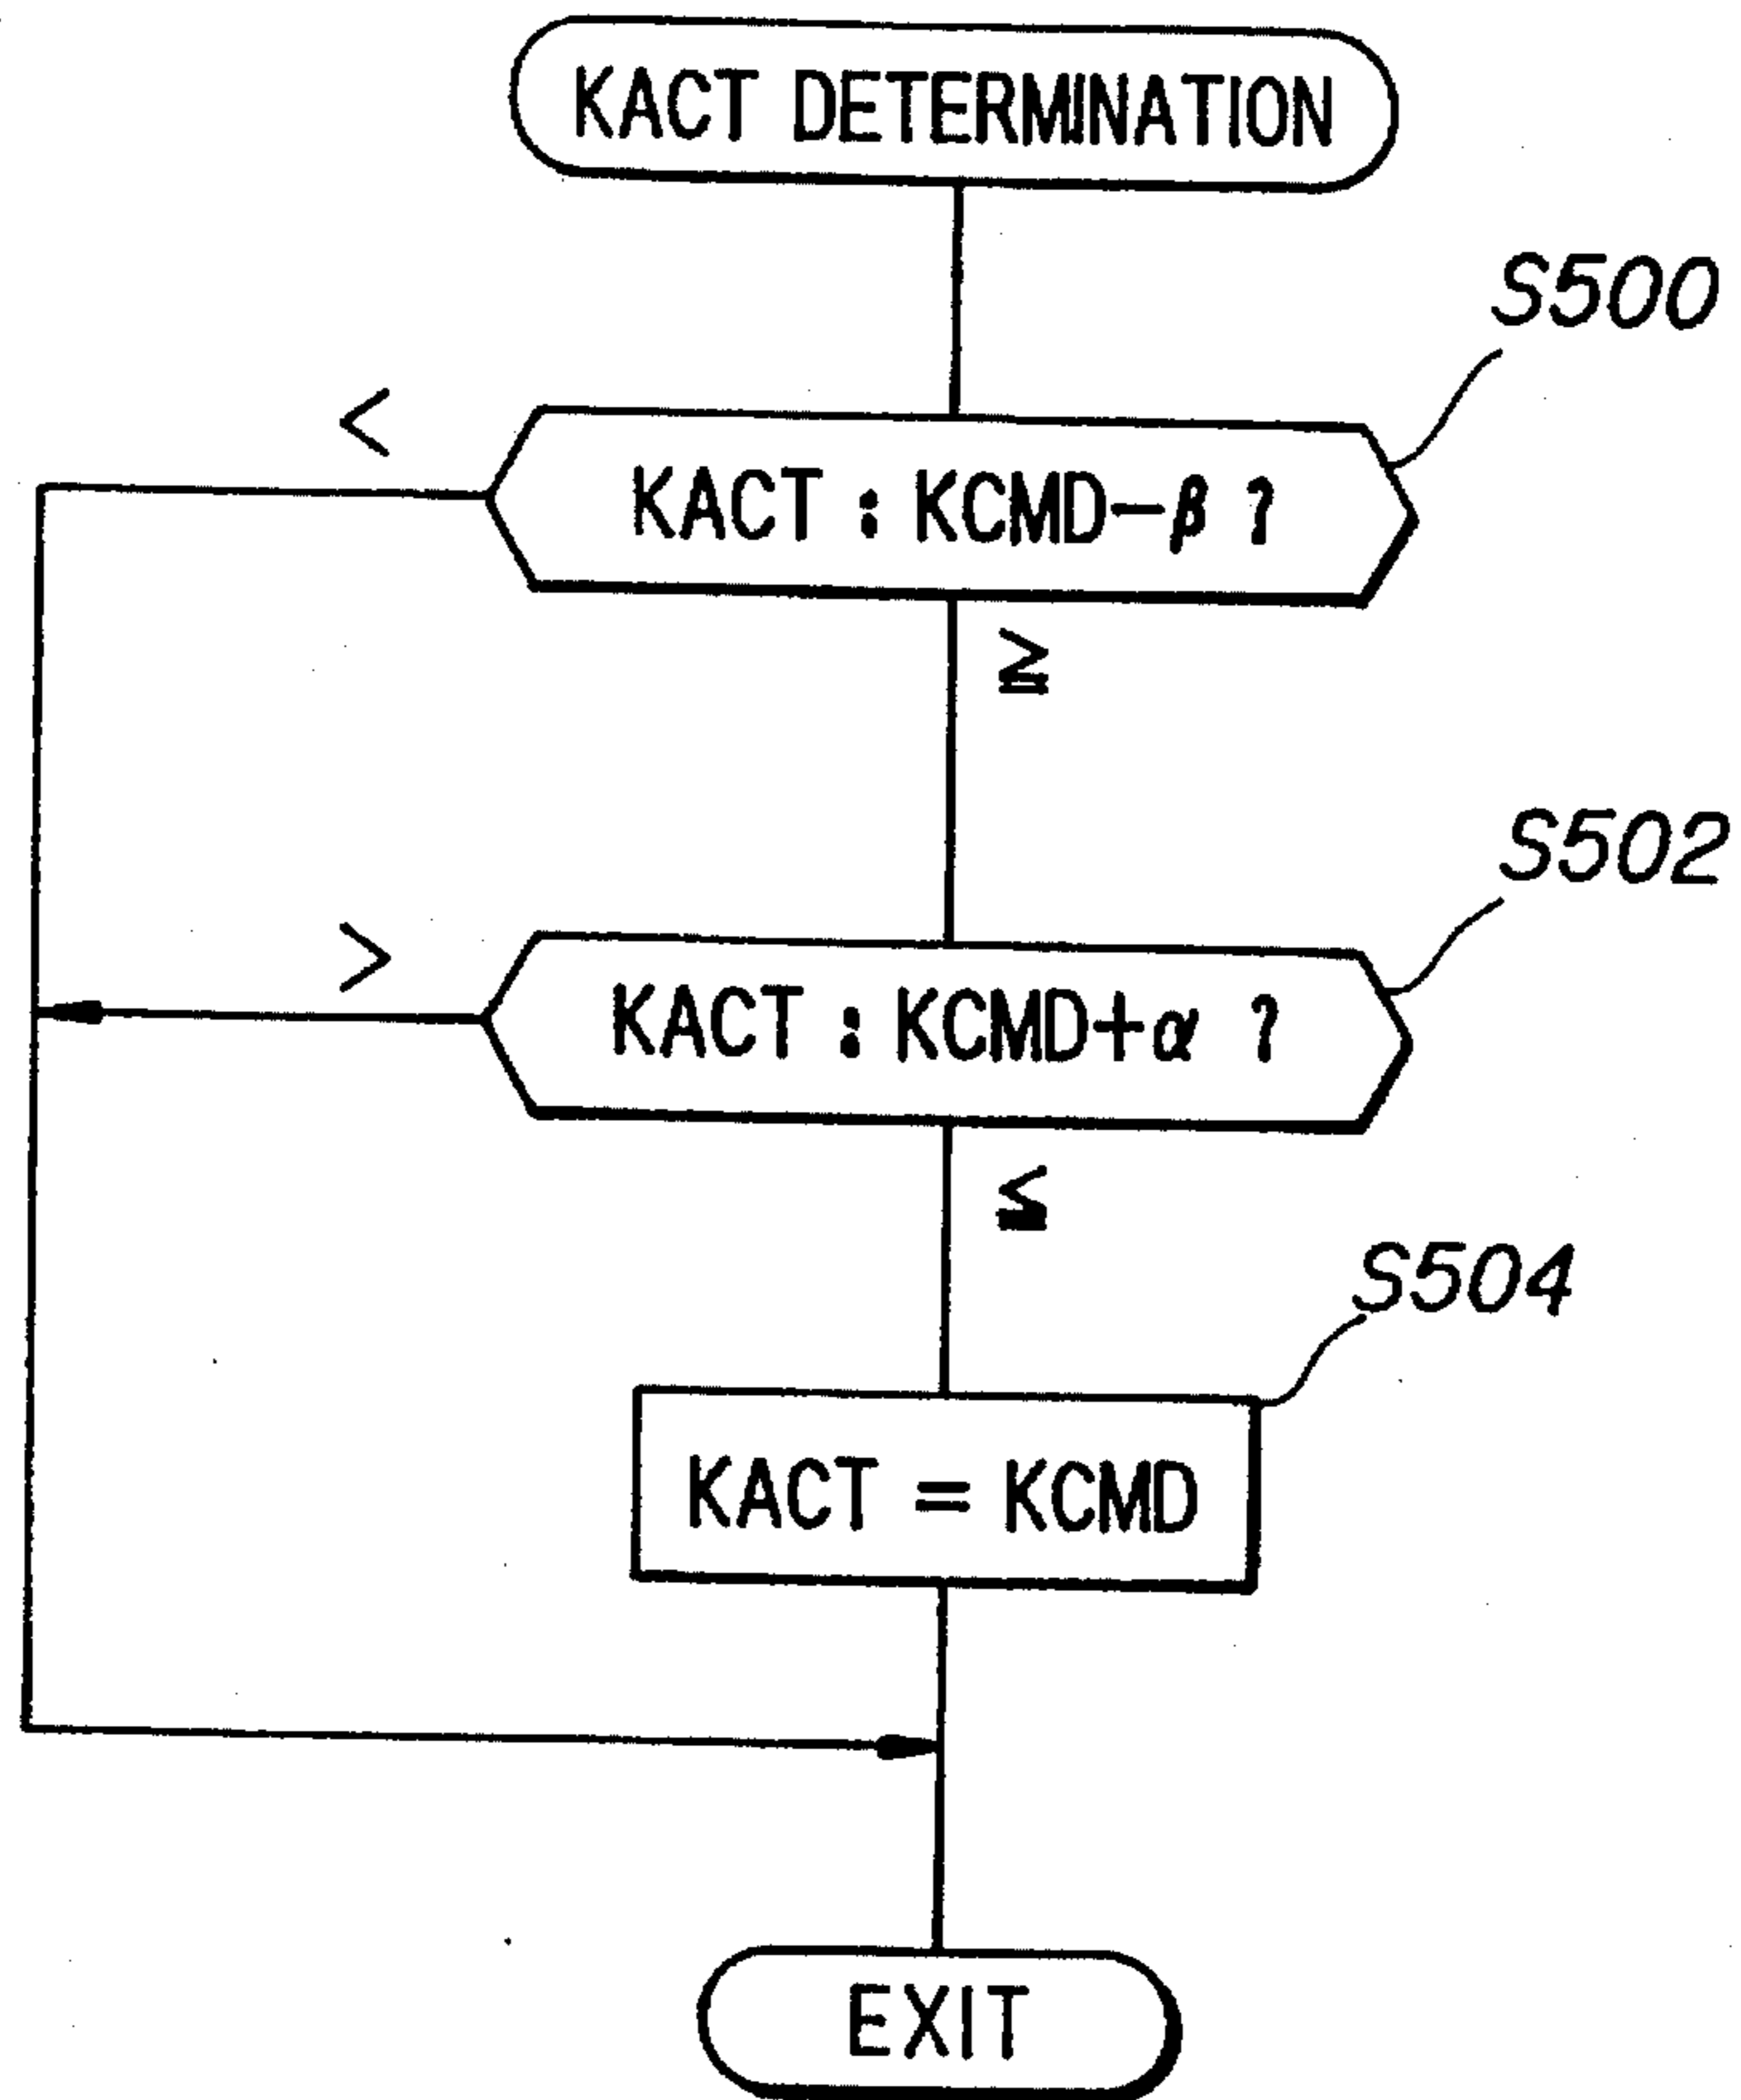 KACT DETERMINATION
S500
<
KACT : KCMD-β ?
≧
S502
>
KACT : KCMD+α ?
≦
S504
KACT = KCMD
EXIT